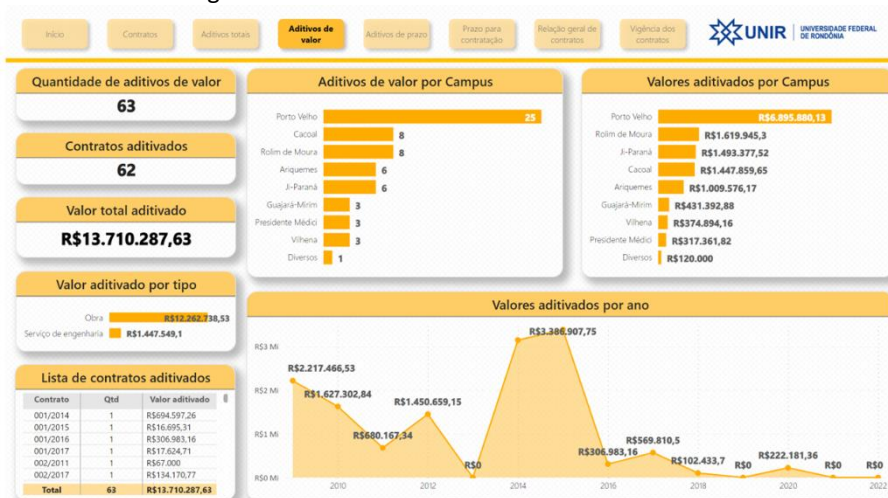 Início
Contratos
Aditivos totais
Aditivos de
valor
Aditivos de prazo
Prazo para
contratação
Relação geral de
contratos
Vigência dos
contratos
UNIR
UNIVERSIDADE FEDERAL
DE RONDÔNIA
Quantidade de aditivos de valor
63
Contratos aditivados
62
Valor total aditivado
R$13.710.287,63
Valor aditivado por tipo
Obra R$12.262.738,53
Serviço de engenharia R$1.447.549,1
Lista de contratos aditivados
Contrato Qtd Valor aditivado
001/2014 1 R$694.597,26
001/2015 1 R$16.695,31
001/2016 1 R$306.983,16
001/2017 1 R$17.624,71
002/2011 1 R$67.000
002/2017 1 R$134.170,77
Total 63 R$13.710.287,63
Aditivos de valor por Campus
Porto Velho 25
Cacoal 8
Rolim de Moura 8
Ariquemes 6
Ji-Paraná 6
Guajará-Mirim 3
Presidente Médici 3
Vilhena 3
Diversos 1
Valores aditivados por Campus
Porto Velho R$6.895.880,13
Rolim de Moura R$1.619.945,3
Ji-Paraná R$1.493.377,52
Cacoal R$1.447.859,65
Ariquemes R$1.009.576,17
Guajará-Mirim R$431.392,88
Vilhena R$374.894,16
Presidente Médici R$317.361,82
Diversos R$120.000
Valores aditivados por ano
R$3 Mi
R$2 Mi
R$1 Mi
R$0 Mi
R$2.217.466,53
R$1.627.302,84
R$680.167,34
R$1.450.659,15
R$0
R$3.386.907,75
R$306.983,16
R$569.810,5
R$102.433,7
R$0
R$222.181,36
R$0
R$0
2010 2012 2014 2016 2018 2020 2022